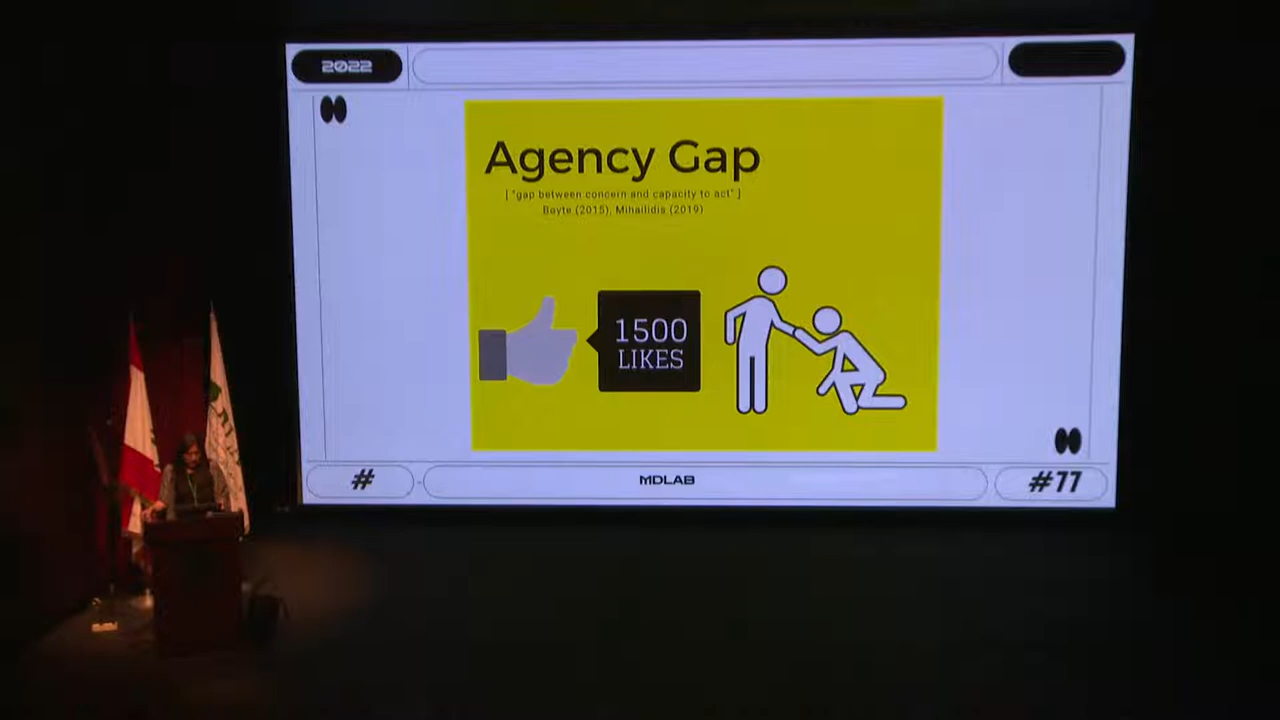 2022
Agency Gap
[ "gap between concern and capacity to act" ]
Boyte (2015), Mihailidis (2019)
1500
LIKES
#
MDLAB
#77